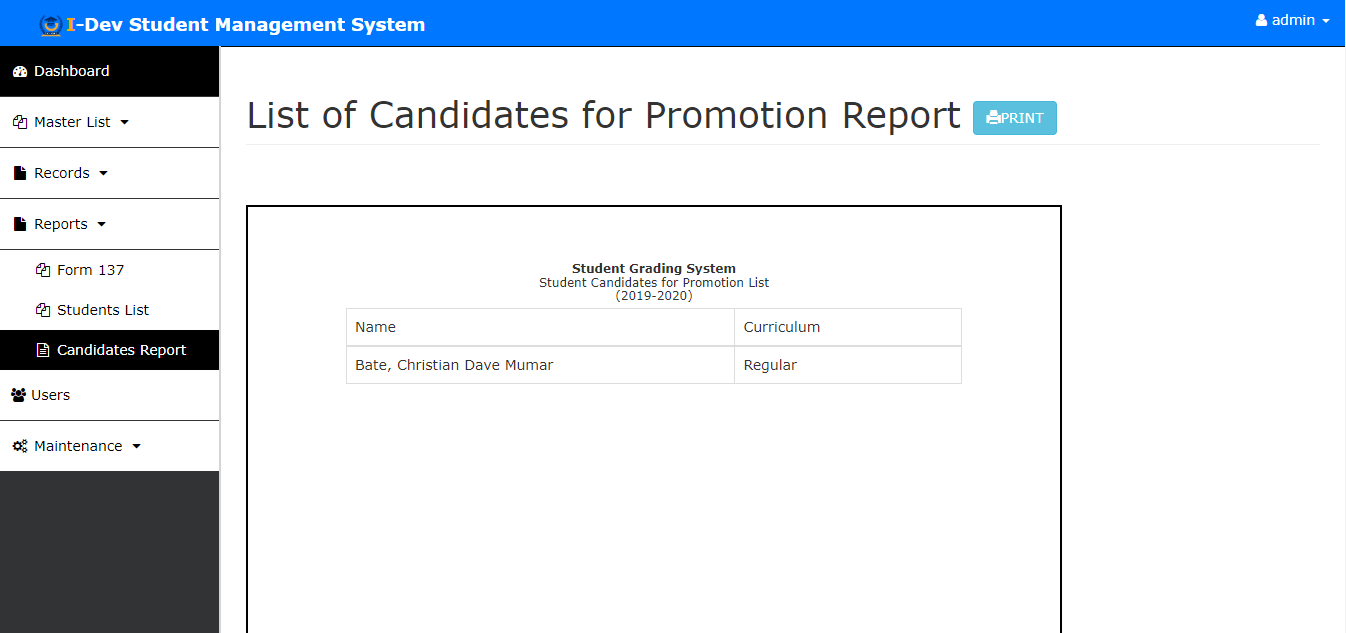 I-Dev Student Management System
admin
Dashboard
Master List
Records
Reports
Form 137
Students List
Candidates Report
Users
Maintenance
List of Candidates for Promotion Report
PRINT
Student Grading System
Student Candidates for Promotion List
(2019-2020)
Name Curriculum
Bate, Christian Dave Mumar Regular